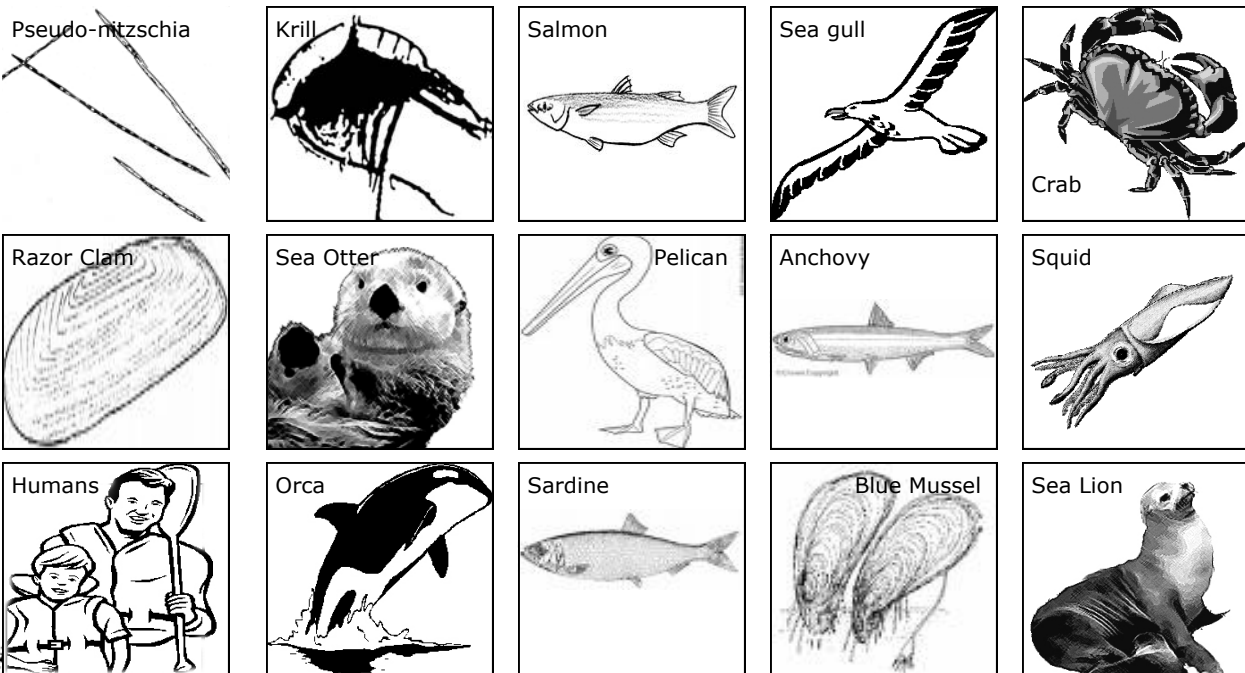 Pseudo-nitzschia
Krill
Salmon
Sea gull
Crab
Razor Clam
Sea Otter
Pelican
Anchovy
Squid
Humans
Orca
Sardine
Blue Mussel
Sea Lion